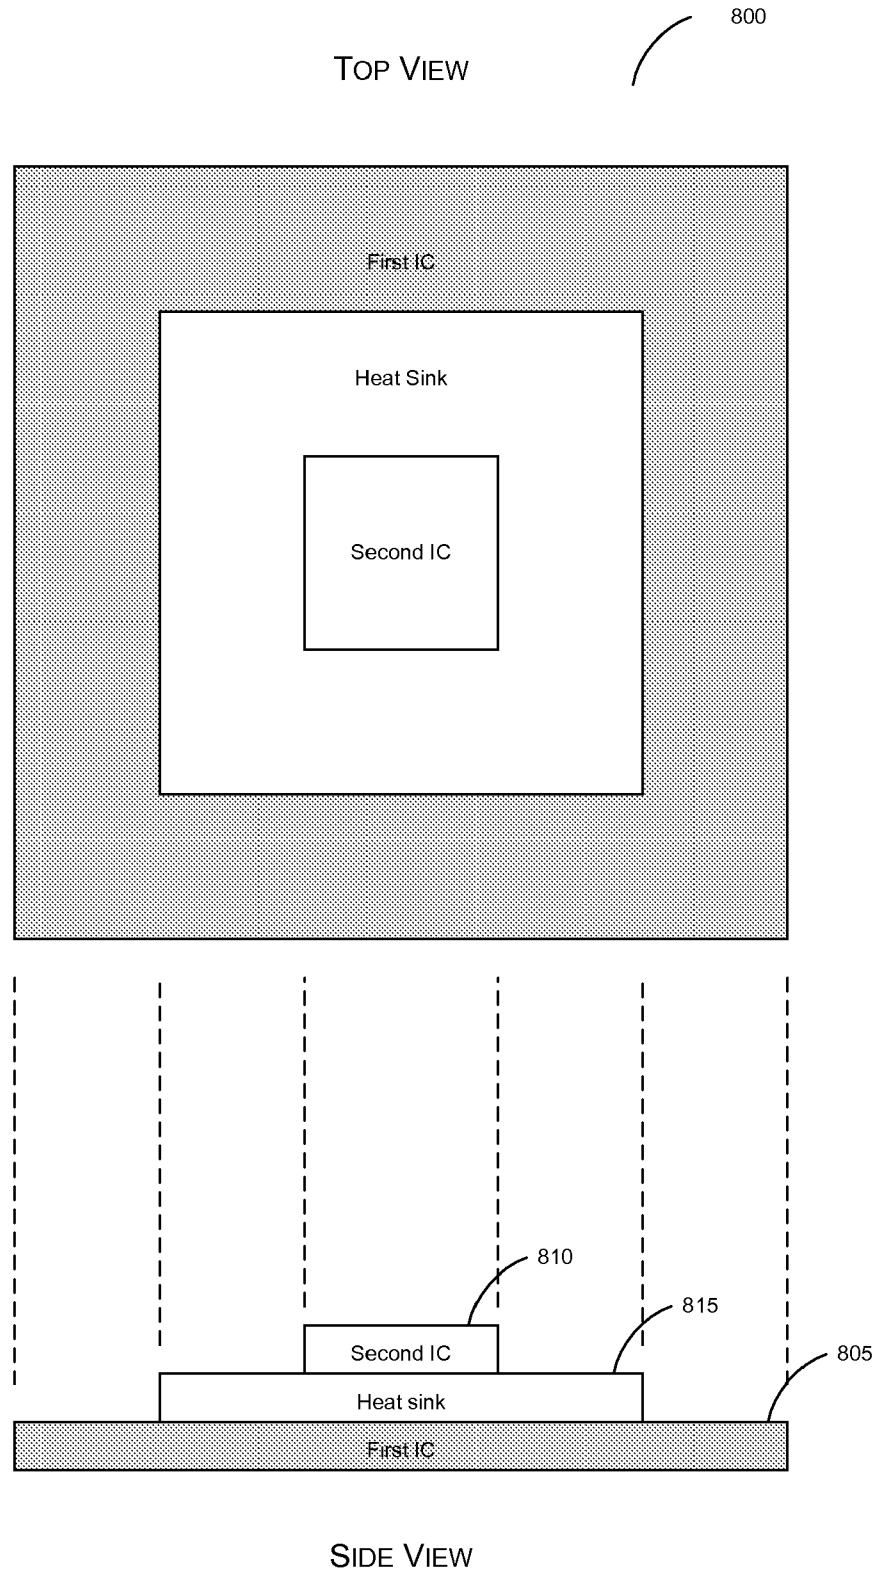 800
TOP VIEW
First IC
Heat Sink
Second IC
810
815
Second IC
805
Heat sink
First IC
SIDE VIEW